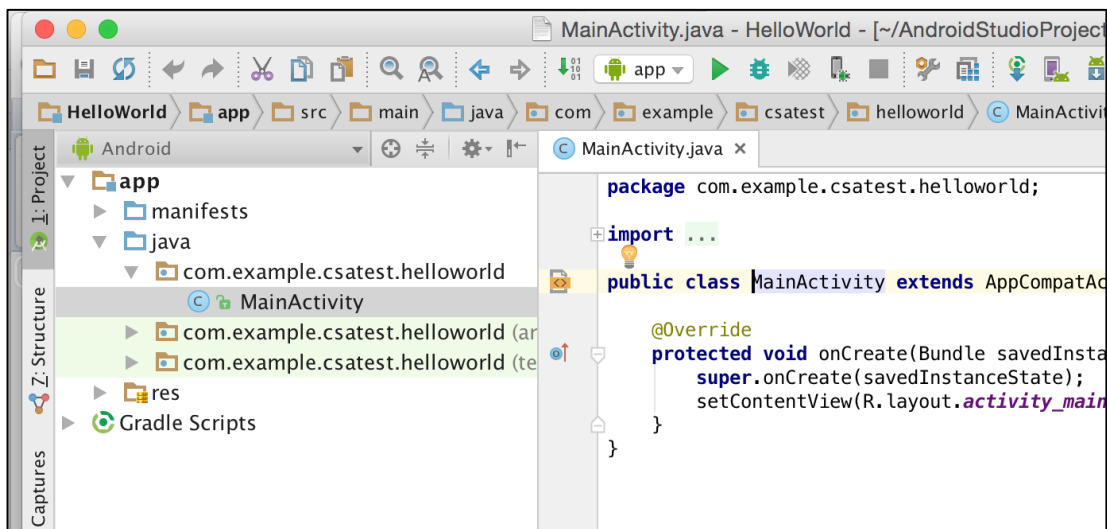 MainActivity.java - HelloWorld - [~/AndroidStudioProject
app
HelloWorld app src main java com example csatest helloworld MainActivi
1: Project
Z: Structure
Captures
Android
app
manifests
java
com.example.csatest.helloworld
MainActivity
com.example.csatest.helloworld (ar
com.example.csatest.helloworld (te
res
Gradle Scripts
MainActivity.java
package com.example.csatest.helloworld;
import ...
public class MainActivity extends AppCompatAc
@Override
protected void onCreate(Bundle savedInsta
super.onCreate(savedInstanceState);
setContentView(R.layout.activity_main
}
}